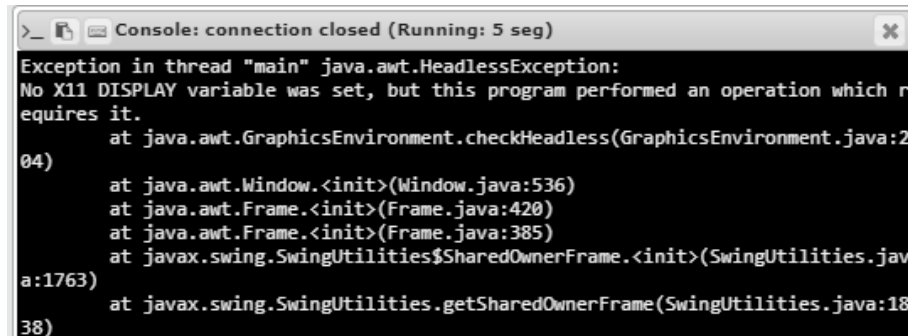 >_ Console: connection closed (Running: 5 seg)
Exception in thread "main" java.awt.HeadlessException:
No X11 DISPLAY variable was set, but this program performed an operation which r
equires it.
        at java.awt.GraphicsEnvironment.checkHeadless(GraphicsEnvironment.java:2
04)
        at java.awt.Window.<init>(Window.java:536)
        at java.awt.Frame.<init>(Frame.java:420)
        at java.awt.Frame.<init>(Frame.java:385)
        at javax.swing.SwingUtilities$SharedOwnerFrame.<init>(SwingUtilities.jav
a:1763)
        at javax.swing.SwingUtilities.getSharedOwnerFrame(SwingUtilities.java:18
38)